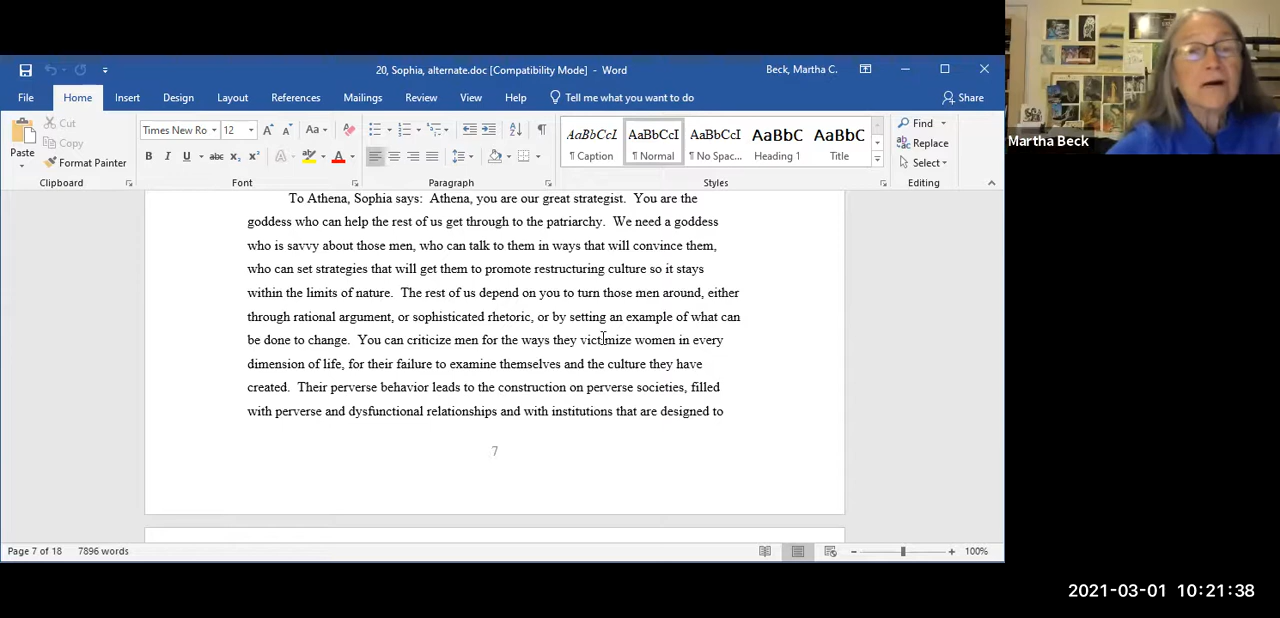 20, Sophia, alternate.doc [Compatibility Mode] - Word
Beck, Martha C.
File Home Insert Design Layout References Mailings Review View Help Tell me what you want to do Share
Paste
Cut
Copy
Format Painter
Clipboard
Times New Ro 12
Aa
B I U abc x₂ x² A A
Font
Paragraph
AaBbCcI AaBbCcI AaBbCcI AaBbC AaBbC
¶ Caption ¶ Normal ¶ No Spac... Heading 1 Title
Styles
Find
Replace
Select
Editing
Martha Beck
To Athena, Sophia says: Athena, you are our great strategist. You are the
goddess who can help the rest of us get through to the patriarchy. We need a goddess
who is savvy about those men, who can talk to them in ways that will convince them,
who can set strategies that will get them to promote restructuring culture so it stays
within the limits of nature. The rest of us depend on you to turn those men around, either
through rational argument, or sophisticated rhetoric, or by setting an example of what can
be done to change. You can criticize men for the ways they victimize women in every
dimension of life, for their failure to examine themselves and the culture they have
created. Their perverse behavior leads to the construction on perverse societies, filled
with perverse and dysfunctional relationships and with institutions that are designed to
7
Page 7 of 18 7896 words
100%
2021-03-01 10:21:38